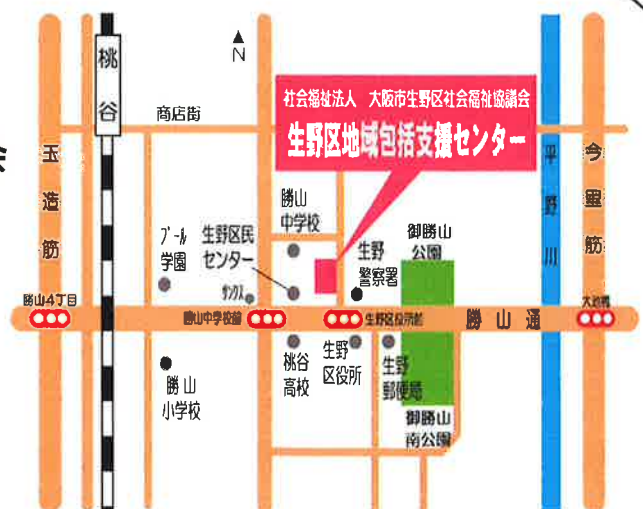 桃谷
N
商店街
社会福祉法人 大阪市生野区社会福祉協議会
生野区地域包括支援センター
会
玉造筋
平野川
今里筋
勝山
中学校
プール
学園
生野区民
センター
御勝山
公園
生野
警察署
サンクス
勝山4丁目
勝山中学校前
生野区役所前
勝山通
大池橋
桃谷
高校
生野
区役所
生野
郵便局
勝山
小学校
御勝山
南公園